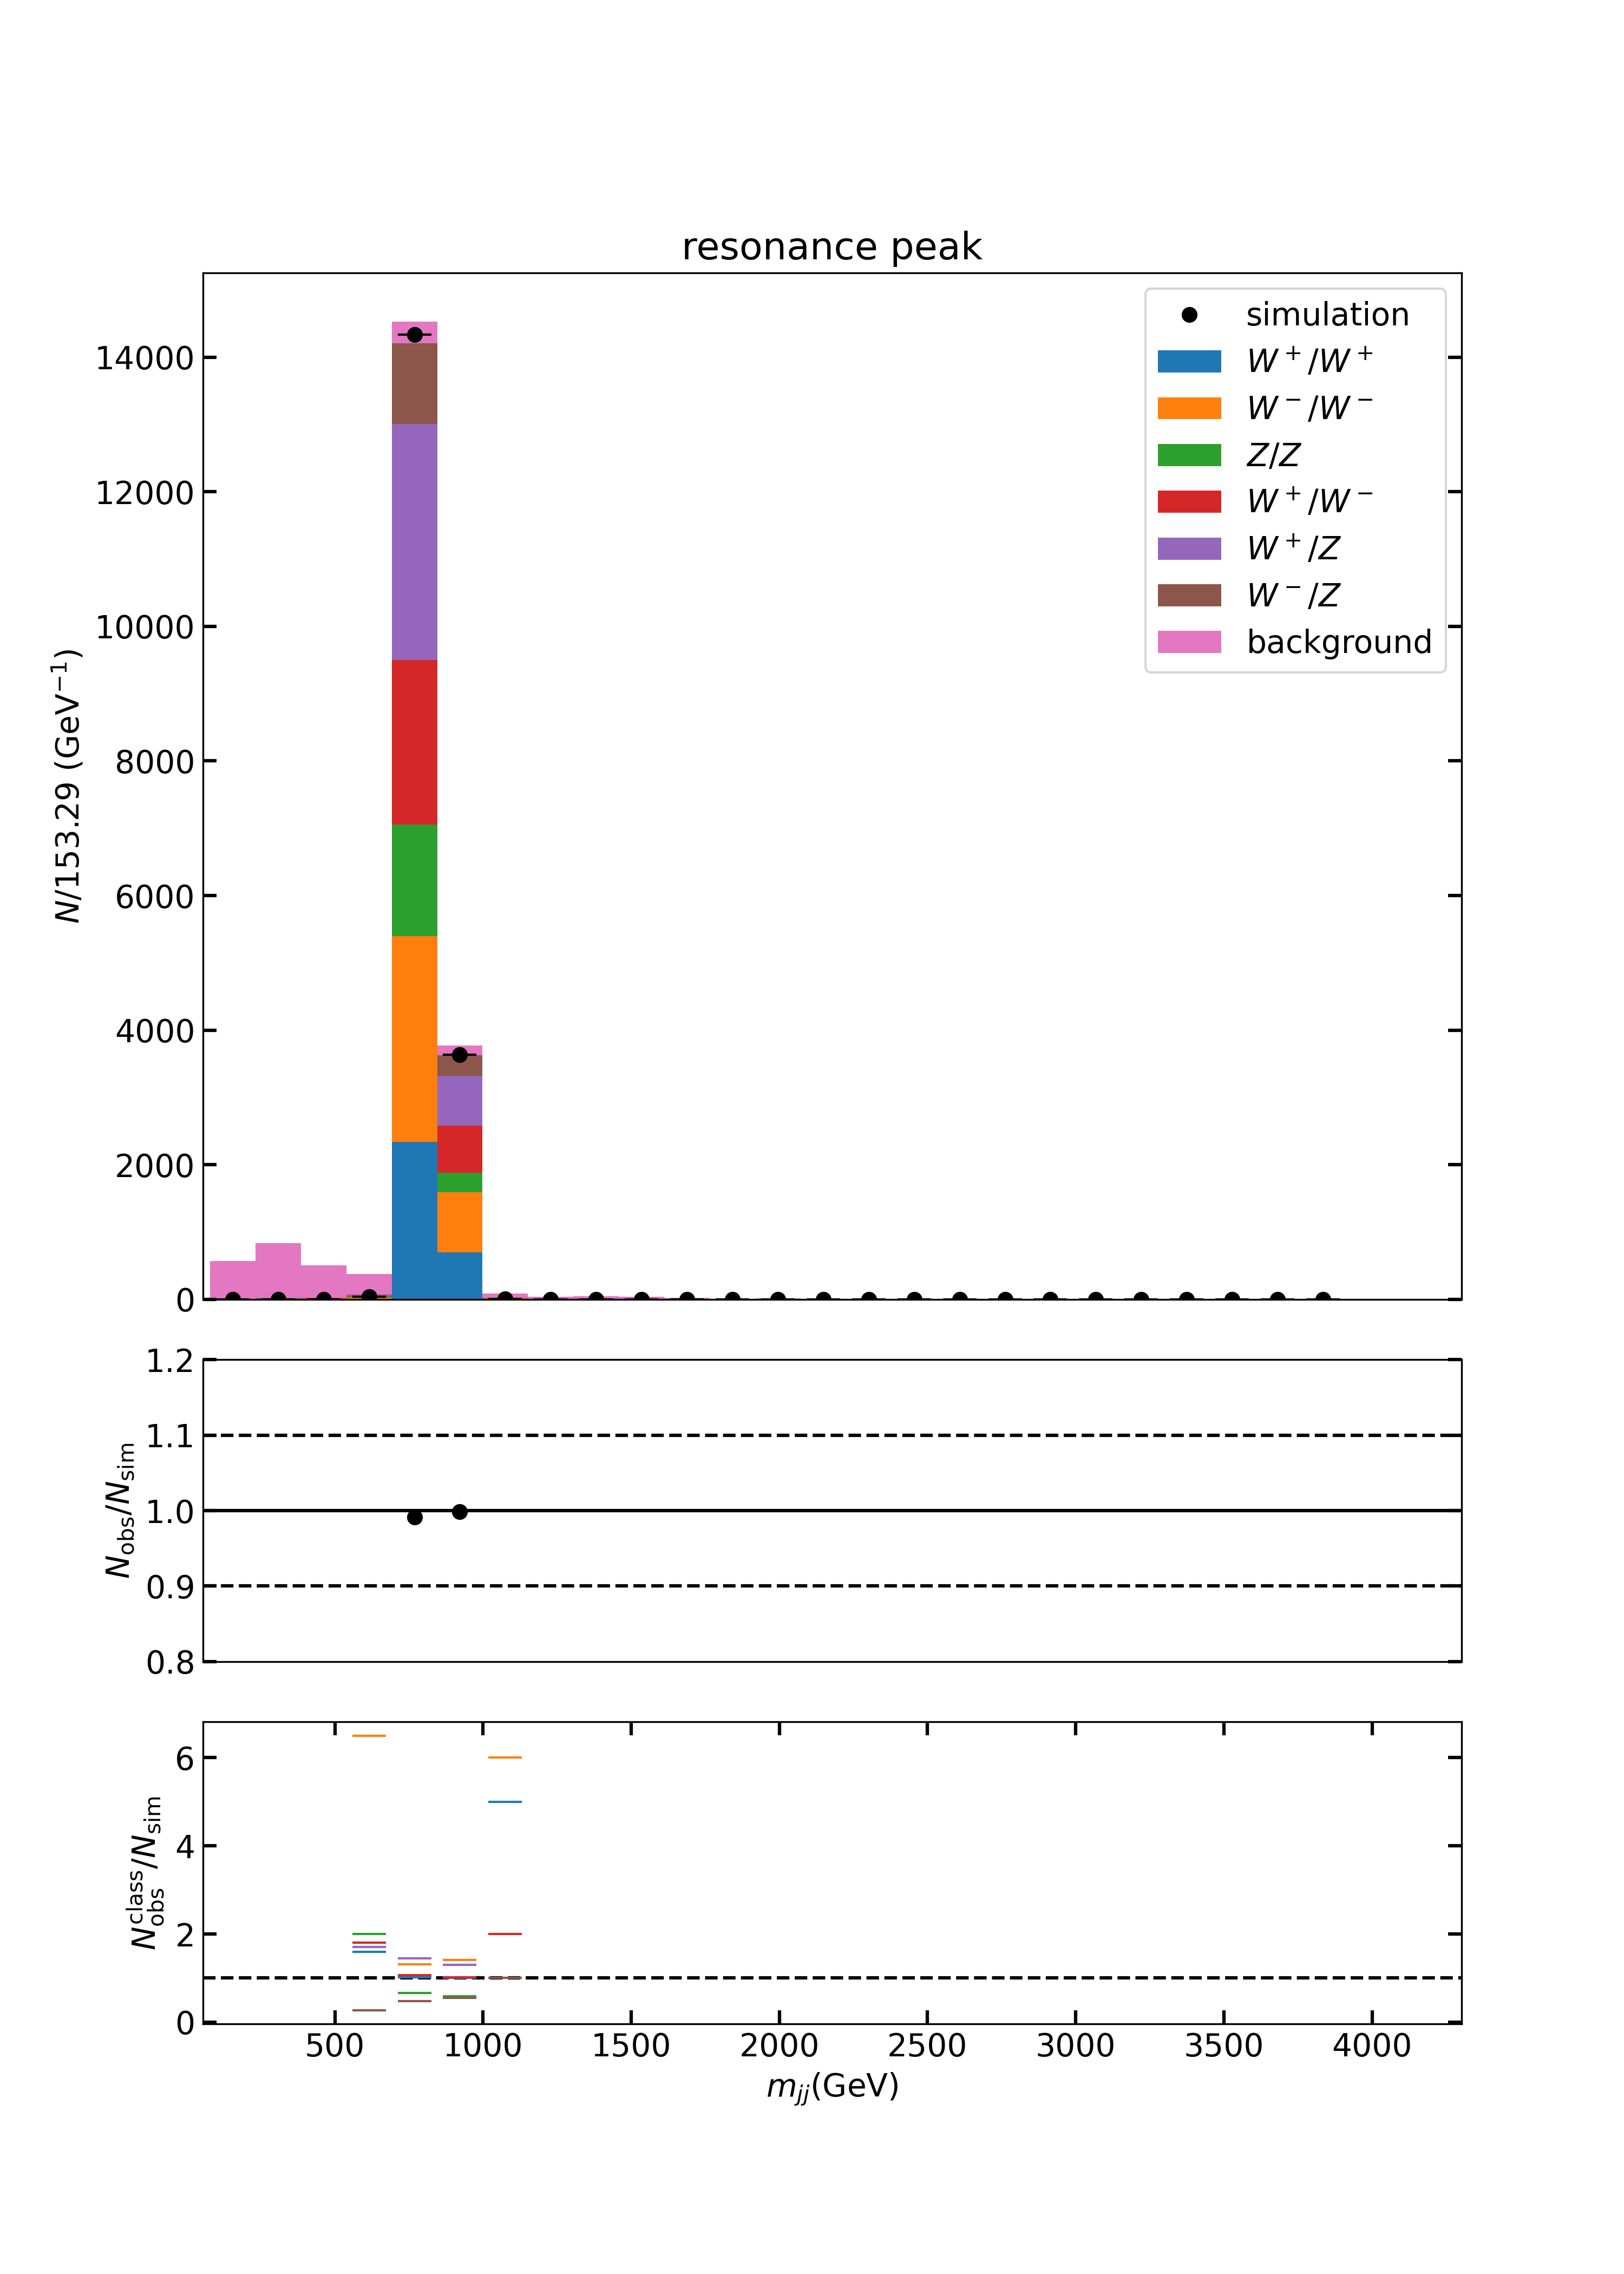 resonance peak
14000
12000
10000
8000
6000
4000
2000
0
N/153.29 (GeV⁻¹)
simulation
W⁺/W⁺
W⁻/W⁻
Z/Z
W⁺/W⁻
W⁺/Z
W⁻/Z
background
1.2
1.1
1.0
0.9
0.8
N_obs/N_sim
6
4
2
0
N_obs^class/N_sim
500 1000 1500 2000 2500 3000 3500 4000
m_jj(GeV)